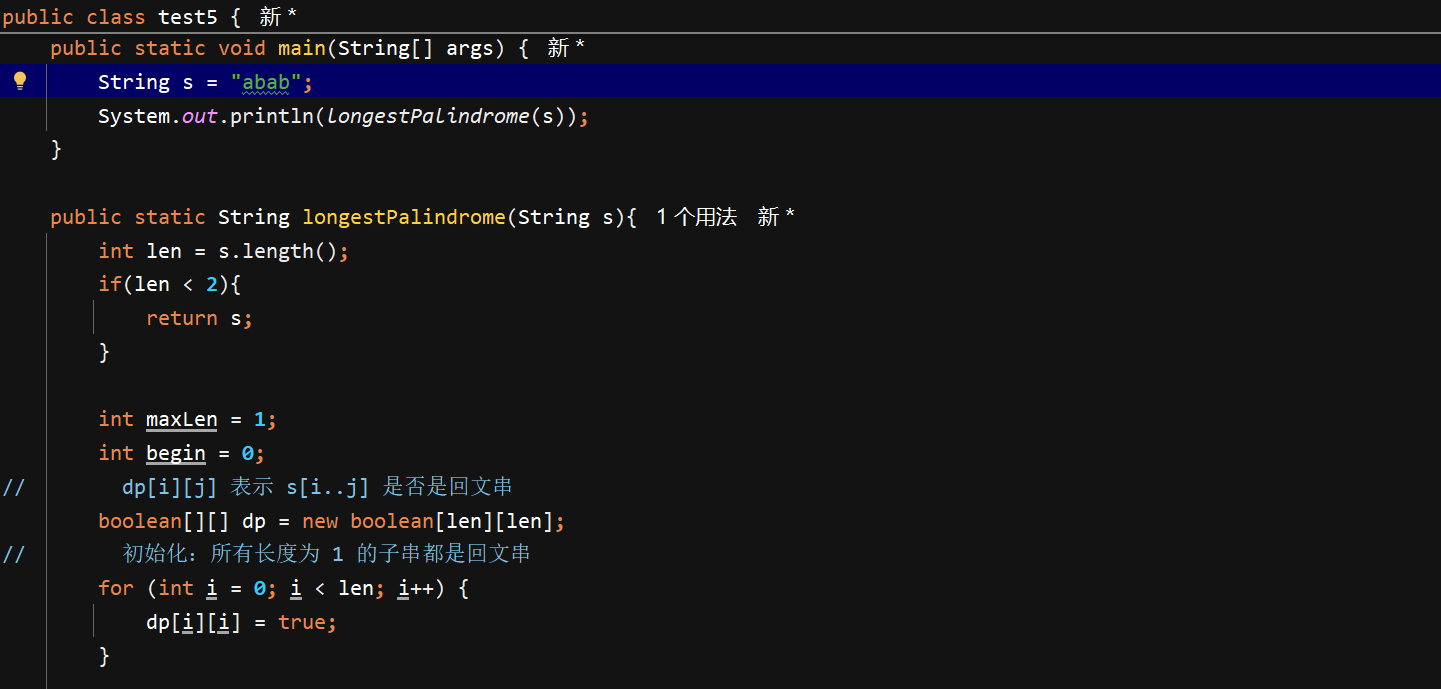 public class test5 { 新 *
public static void main(String[] args) { 新 *
String s = "abab";
System.out.println(longestPalindrome(s));
}
public static String longestPalindrome(String s){ 1 个用法 新 *
int len = s.length();
if(len < 2){
return s;
}
int maxLen = 1;
int begin = 0;
// dp[i][j] 表示 s[i..j] 是否是回文串
boolean[][] dp = new boolean[len][len];
// 初始化：所有长度为 1 的子串都是回文串
for (int i = 0; i < len; i++) {
dp[i][i] = true;
}